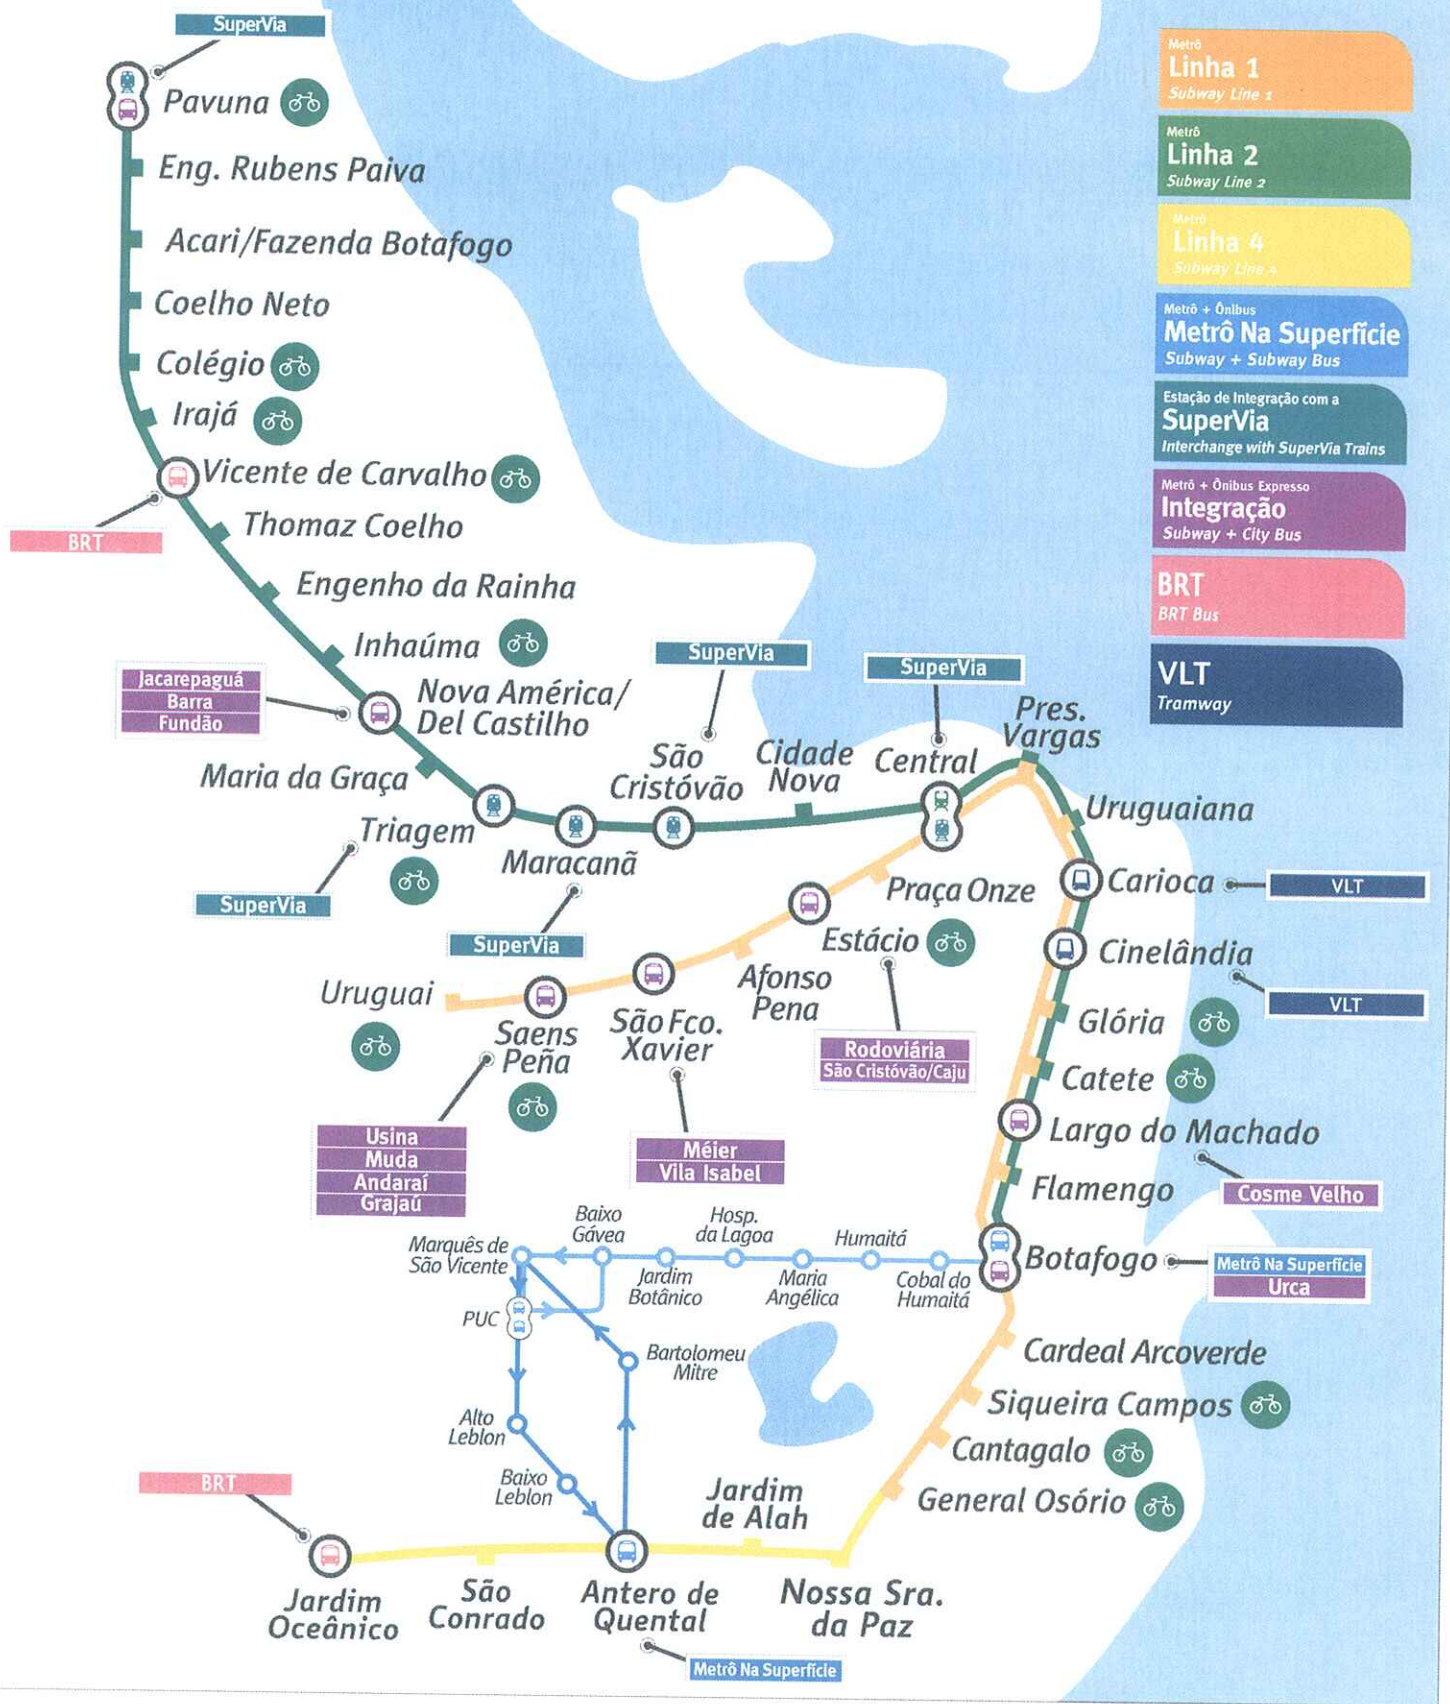 SuperVia
Pavuna
Eng. Rubens Paiva
Acari/Fazenda Botafogo
Coelho Neto
Colégio
Irajá
Vicente de Carvalho
BRT
Thomaz Coelho
Engenho da Rainha
Inhaúma
Jacarepaguá
Barra
Fundão
Nova América/
Del Castilho
Maria da Graça
Triagem
SuperVia
Maracanã
SuperVia
SuperVia
São
Cristóvão
Cidade
Nova
SuperVia
Central
Pres.
Vargas
Uruguaiana
Carioca
VLT
Cinelândia
VLT
Praça Onze
Estácio
Rodoviária
São Cristóvão/Caju
Afonso
Pena
São Fco.
Xavier
Méier
Vila Isabel
Saens
Peña
Usina
Muda
Andaraí
Grajaú
Uruguai
Glória
Catete
Largo do Machado
Cosme Velho
Flamengo
Botafogo
Metrô Na Superfície
Urca
Cobal do
Humaitá
Humaitá
Maria
Angélica
Hosp.
da Lagoa
Jardim
Botânico
Baixo
Gávea
Marquês de
São Vicente
PUC
Bartolomeu
Mitre
Alto
Leblon
Baixo
Leblon
Cardeal Arcoverde
Siqueira Campos
Cantagalo
General Osório
Nossa Sra.
da Paz
Jardim
de Alah
Antero de
Quental
Metrô Na Superfície
São
Conrado
Jardim
Oceânico
BRT
Metrô
Linha 1
Subway Line 1
Metrô
Linha 2
Subway Line 2
Metrô
Linha 4
Subway Line 4
Metrô + Ônibus
Metrô Na Superfície
Subway + Subway Bus
Estação de Integração com a
SuperVia
Interchange with SuperVia Trains
Metrô + Ônibus Expresso
Integração
Subway + City Bus
BRT
BRT Bus
VLT
Tramway